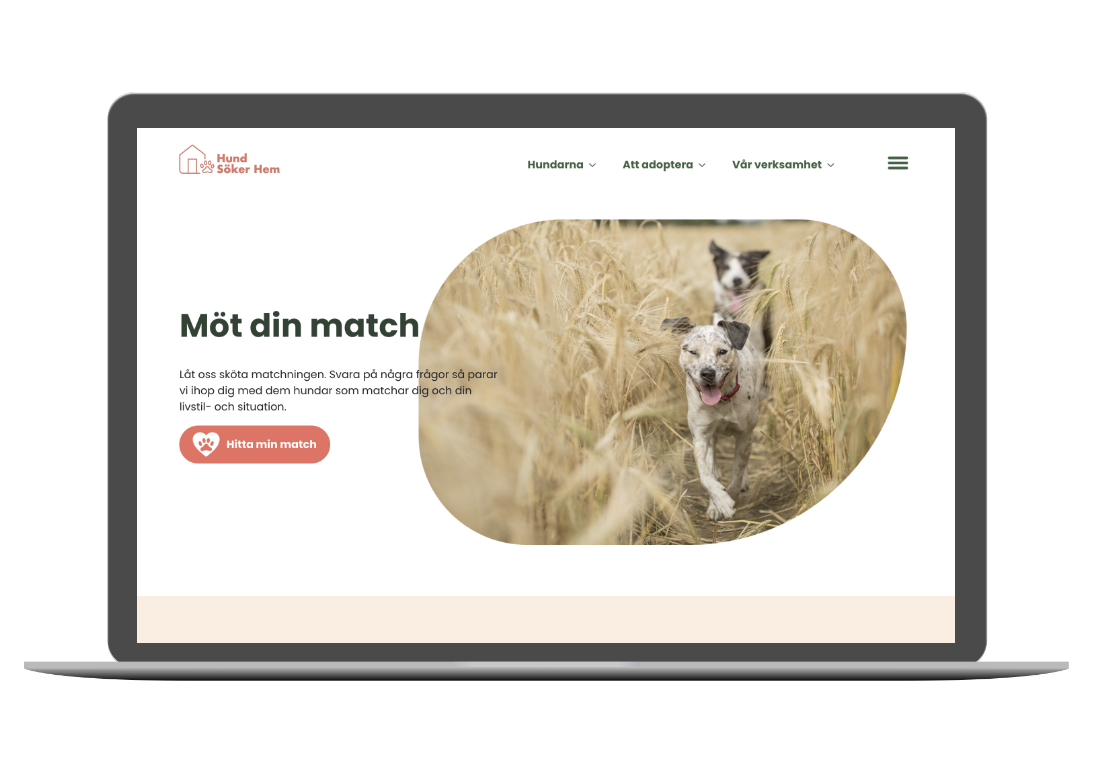 Hund
Söker Hem
Hundarna
Att adoptera
Vår verksamhet
Möt din match
Låt oss sköta matchningen. Svara på några frågor så parar
vi ihop dig med dem hundar som matchar dig och din
livstil- och situation.
Hitta min match